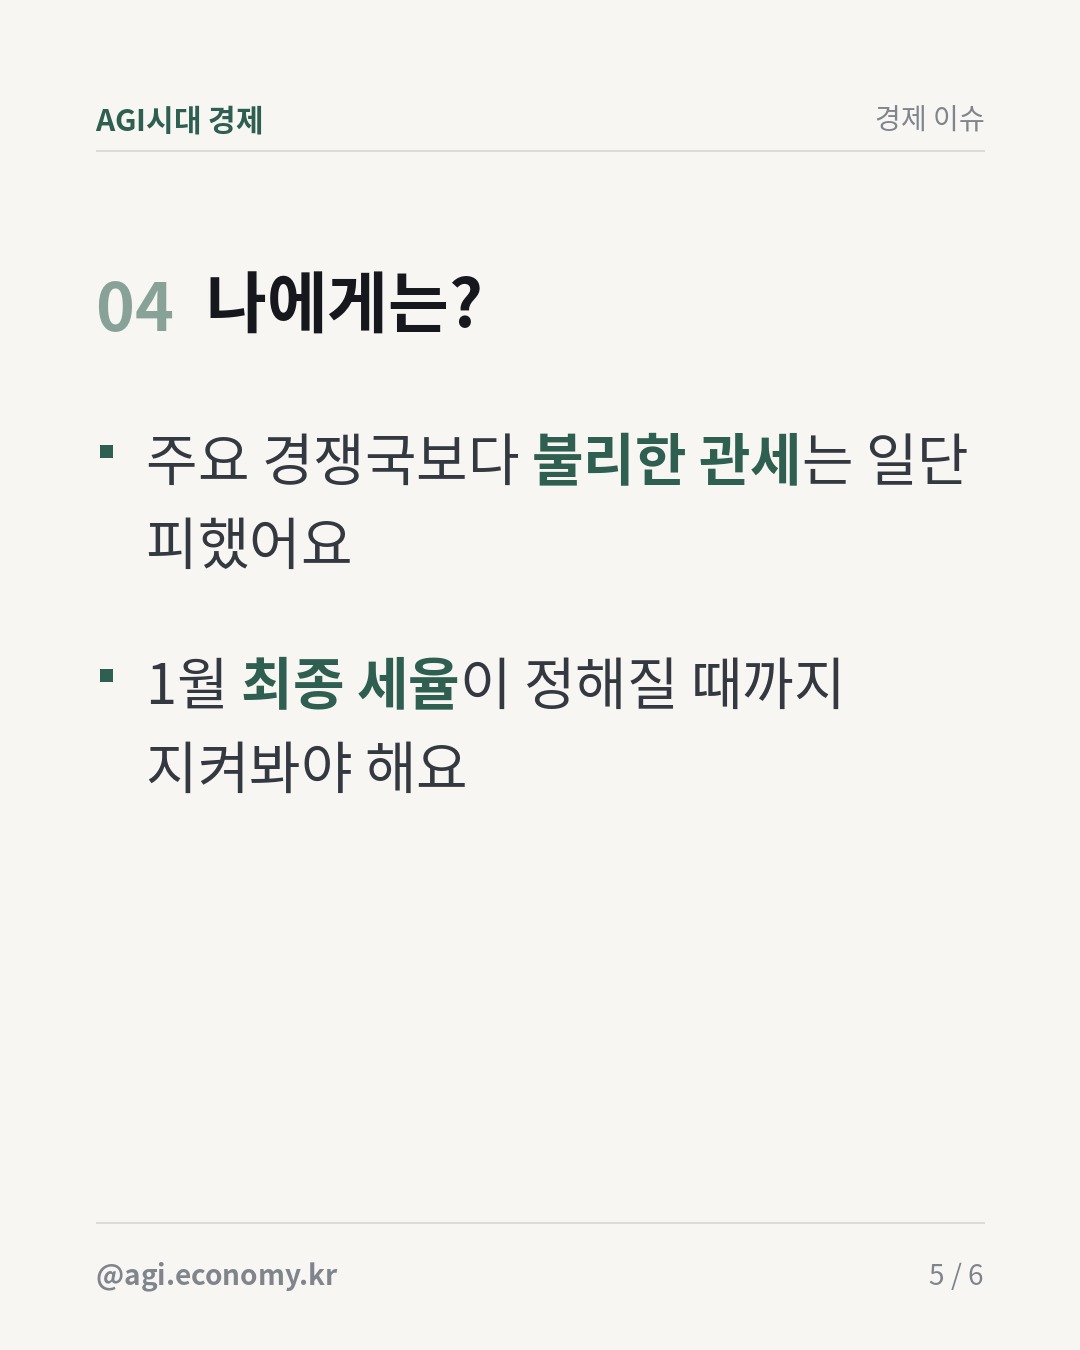 AGI시대 경제
경제 이슈
04 나에게는?
▪ 주요 경쟁국보다 불리한 관세는 일단
피했어요
▪ 1월 최종 세율이 정해질 때까지
지켜봐야 해요
@agi.economy.kr
5 / 6